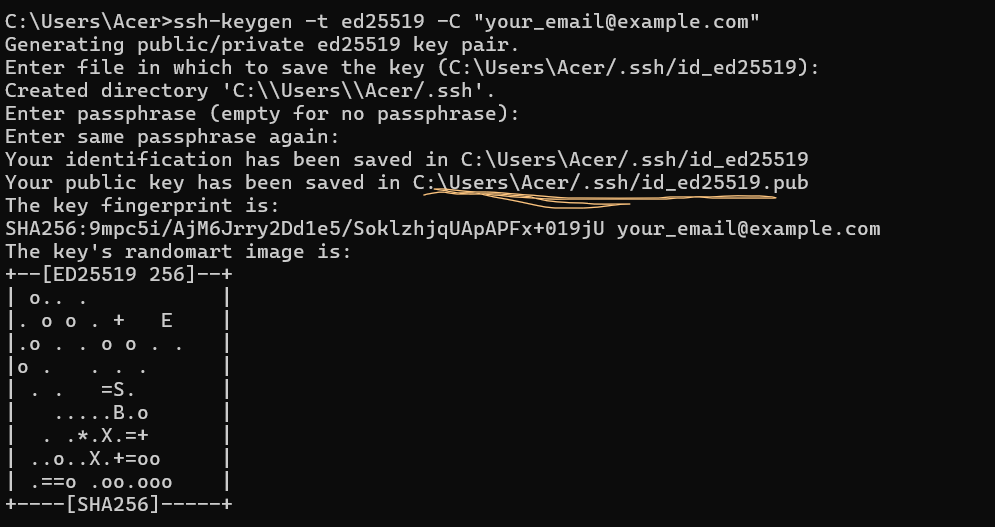 C:\Users\Acer>ssh-keygen -t ed25519 -C "your_email@example.com"
Generating public/private ed25519 key pair.
Enter file in which to save the key (C:\Users\Acer/.ssh/id_ed25519):
Created directory 'C:\\Users\\Acer/.ssh'.
Enter passphrase (empty for no passphrase):
Enter same passphrase again:
Your identification has been saved in C:\Users\Acer/.ssh/id_ed25519
Your public key has been saved in C:\Users\Acer/.ssh/id_ed25519.pub
The key fingerprint is:
SHA256:9mpc5i/AjM6Jrry2Dd1e5/SoklzhjqUApAPFx+019jU your_email@example.com
The key's randomart image is:
+--[ED25519 256]--+
| o.. .           |
|. o o . +   E    |
|.o . . o o . .   |
|o .   . . .      |
| . .   =S.       |
|   .....B.o      |
|  . .*.X.=+      |
| ..o..X.+=oo     |
| .==o .oo.ooo    |
+----[SHA256]-----+